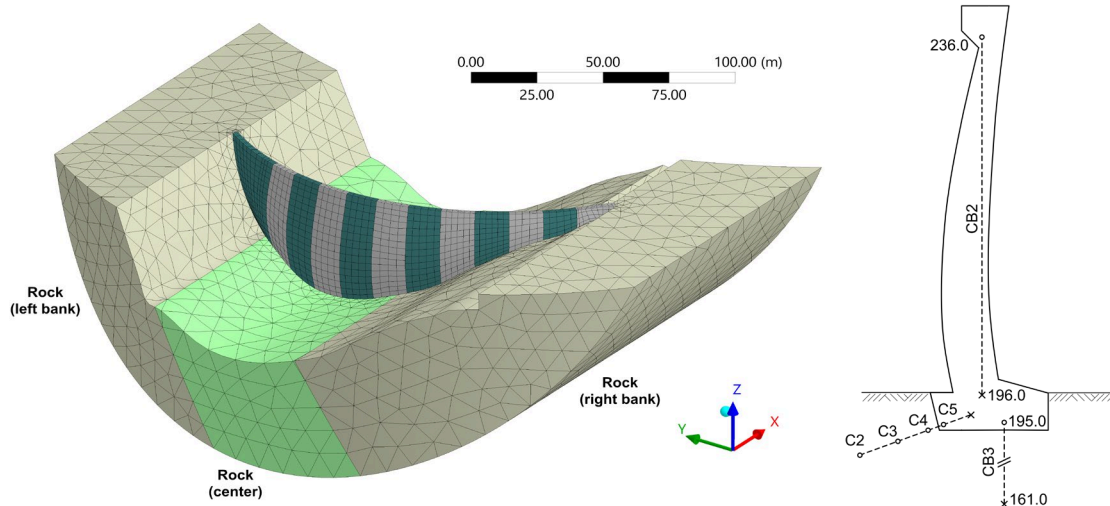 0.00 50.00 100.00 (m)
25.00 75.00
Rock
(left bank)
Rock
(center)
Rock
(right bank)
Z
Y
X
236.0
CB2
196.0
195.0
C5
C4
C3
C2
CB3
161.0